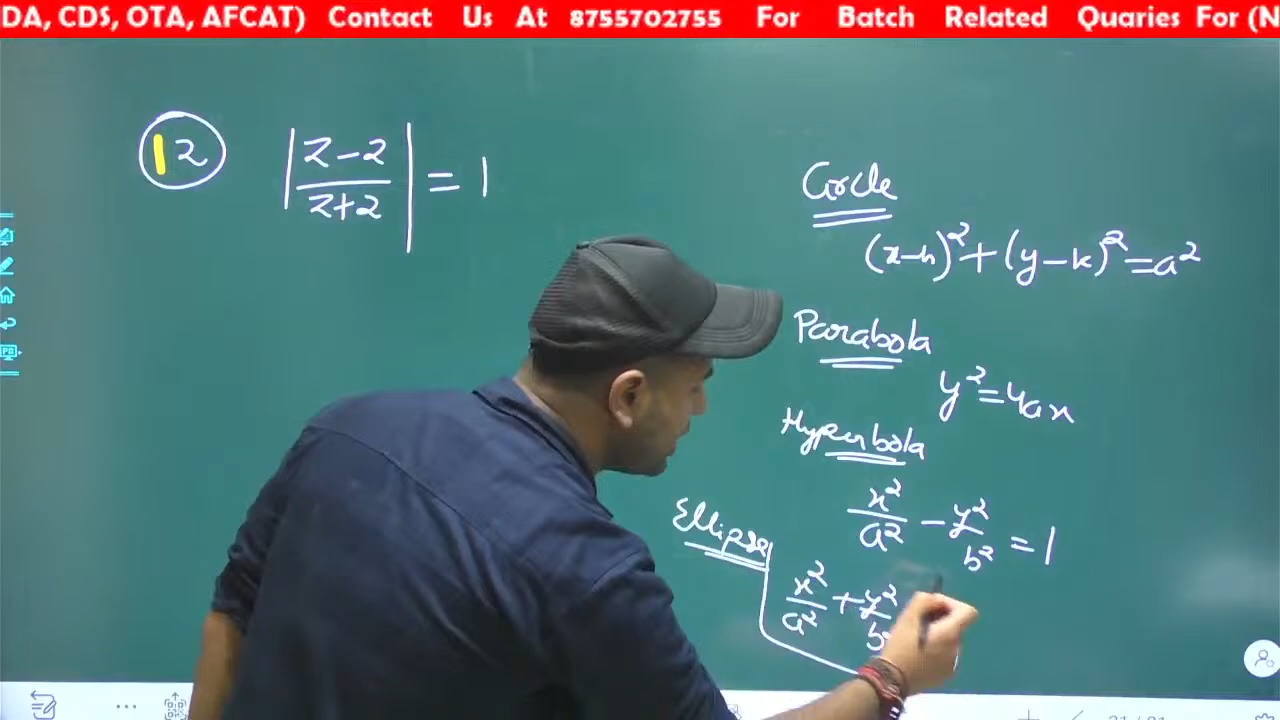 DA, CDS, OTA, AFCAT) Contact Us At 8755702755 For Batch Related Quaries For (N
12 |z-2/z+2| = 1
Circle
(x-h)²+(y-k)²=a²
Parabola
y²=4ax
Hyperbola
x²/a² - y²/b² = 1
Ellipse
x²/a² + y²/b²